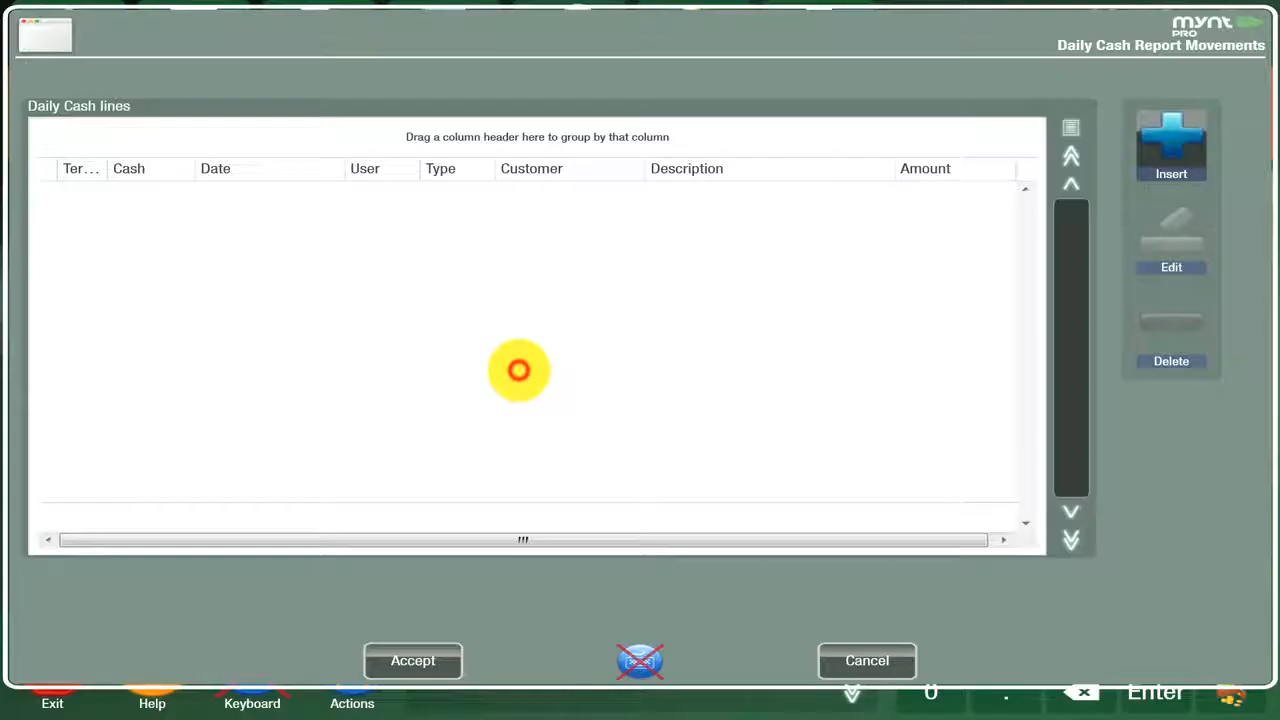 mynt
PRO
Daily Cash Report Movements
Daily Cash lines
Drag a column header here to group by that column
Ter... Cash Date User Type Customer Description Amount
Insert
Edit
Delete
Accept
Cancel
Exit Help Keyboard Actions 0 . Enter